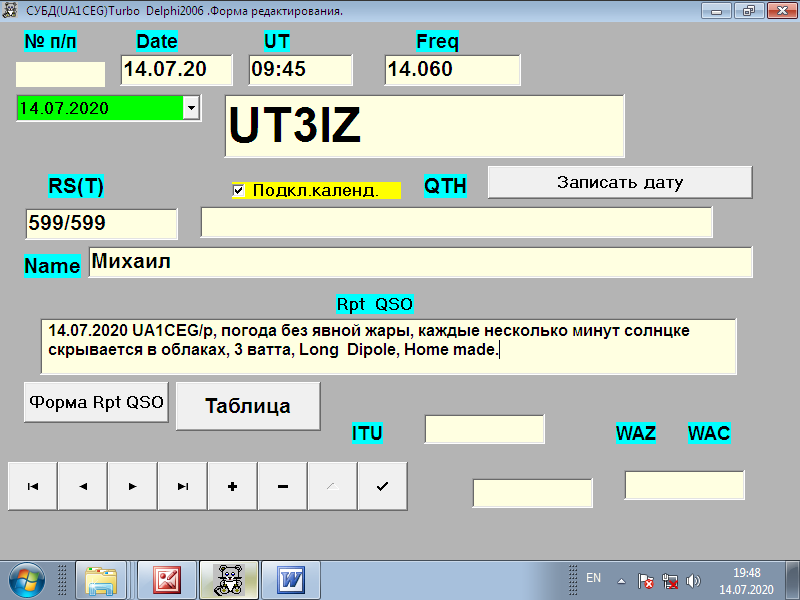 СУБД(UA1CEG)Turbo Delphi2006 .Форма редактирования.
№ п/п Date UT Freq
14.07.20 09:45 14.060
14.07.2020
UT3IZ
RS(T) Подкл.календ. QTH Записать дату
599/599
Name Михаил
Rpt QSO
14.07.2020 UA1CEG/p, погода без явной жары, каждые несколько минут солнцке
скрывается в облаках, 3 ватта, Long Dipole, Home made.
Форма Rpt QSO Таблица
ITU WAZ WAC
EN 19:48
14.07.2020